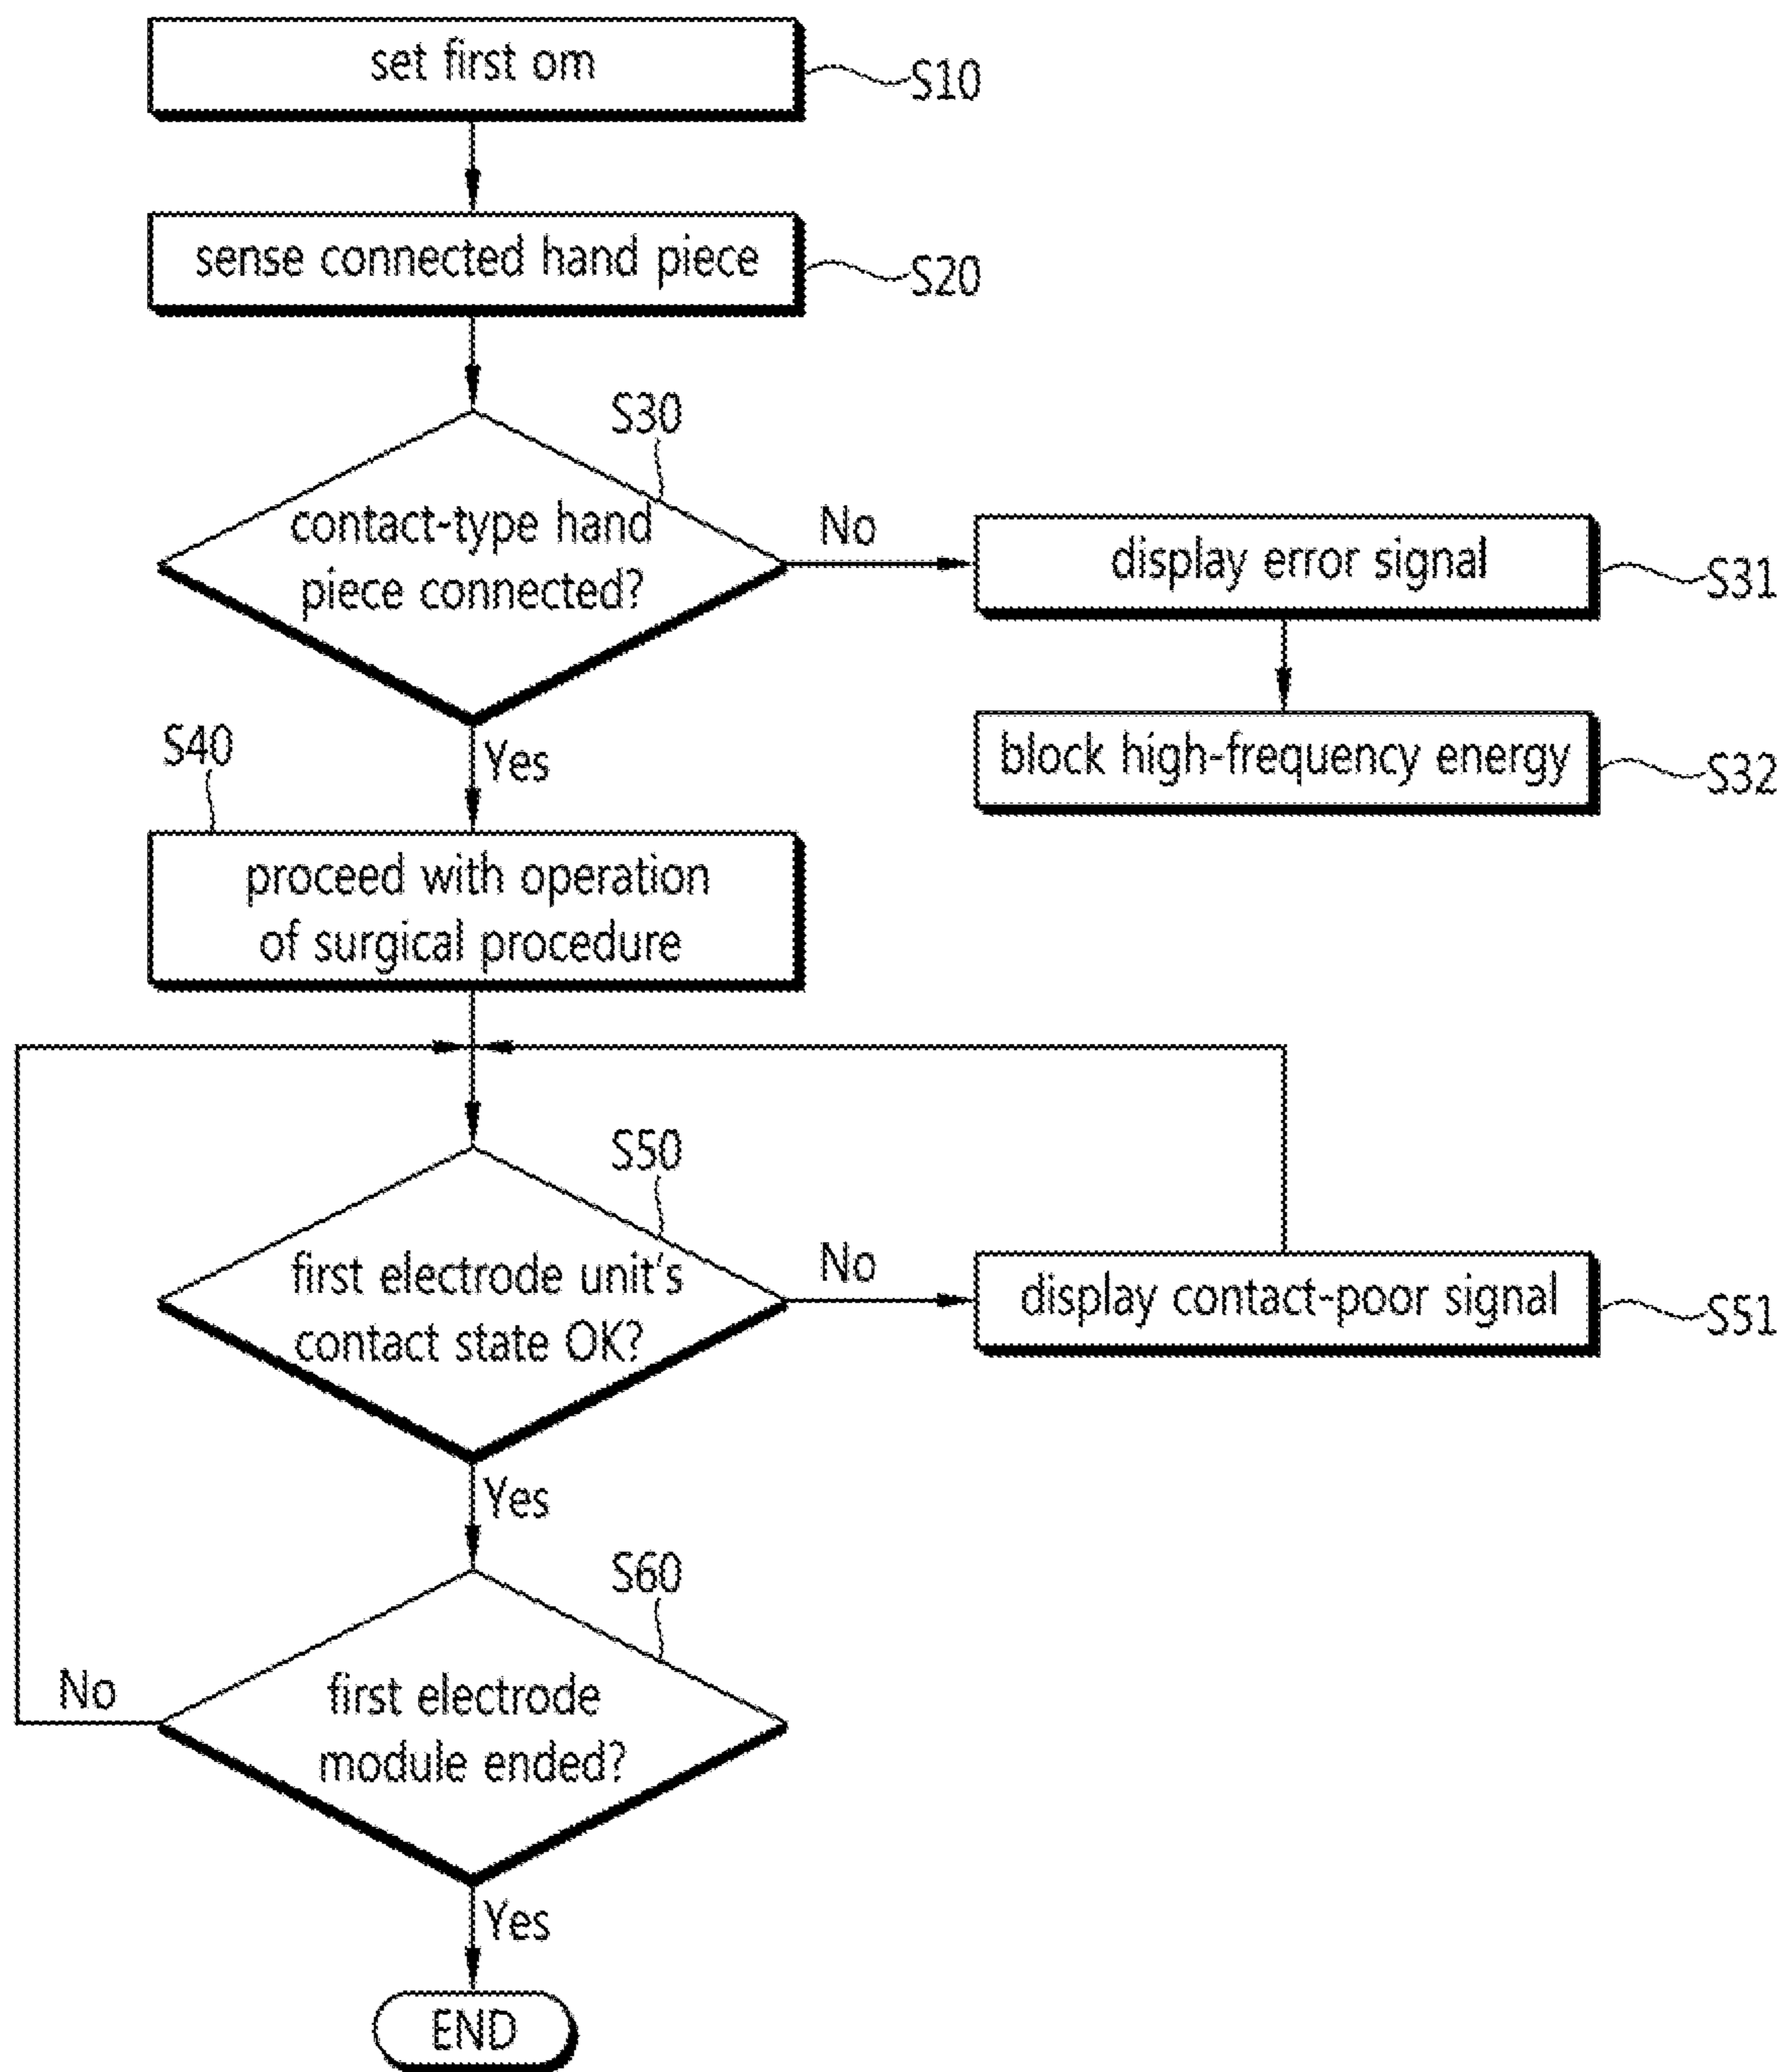 set first om
S10
sense connected hand piece
S20
S30
contact-type hand
piece connected?
No
display error signal
S31
Yes
block high-frequency energy
S32
S40
proceed with operation
of surgical procedure
S50
first electrode unit's
contact state OK?
No
display contact-poor signal
S51
Yes
S60
first electrode
module ended?
No
Yes
END